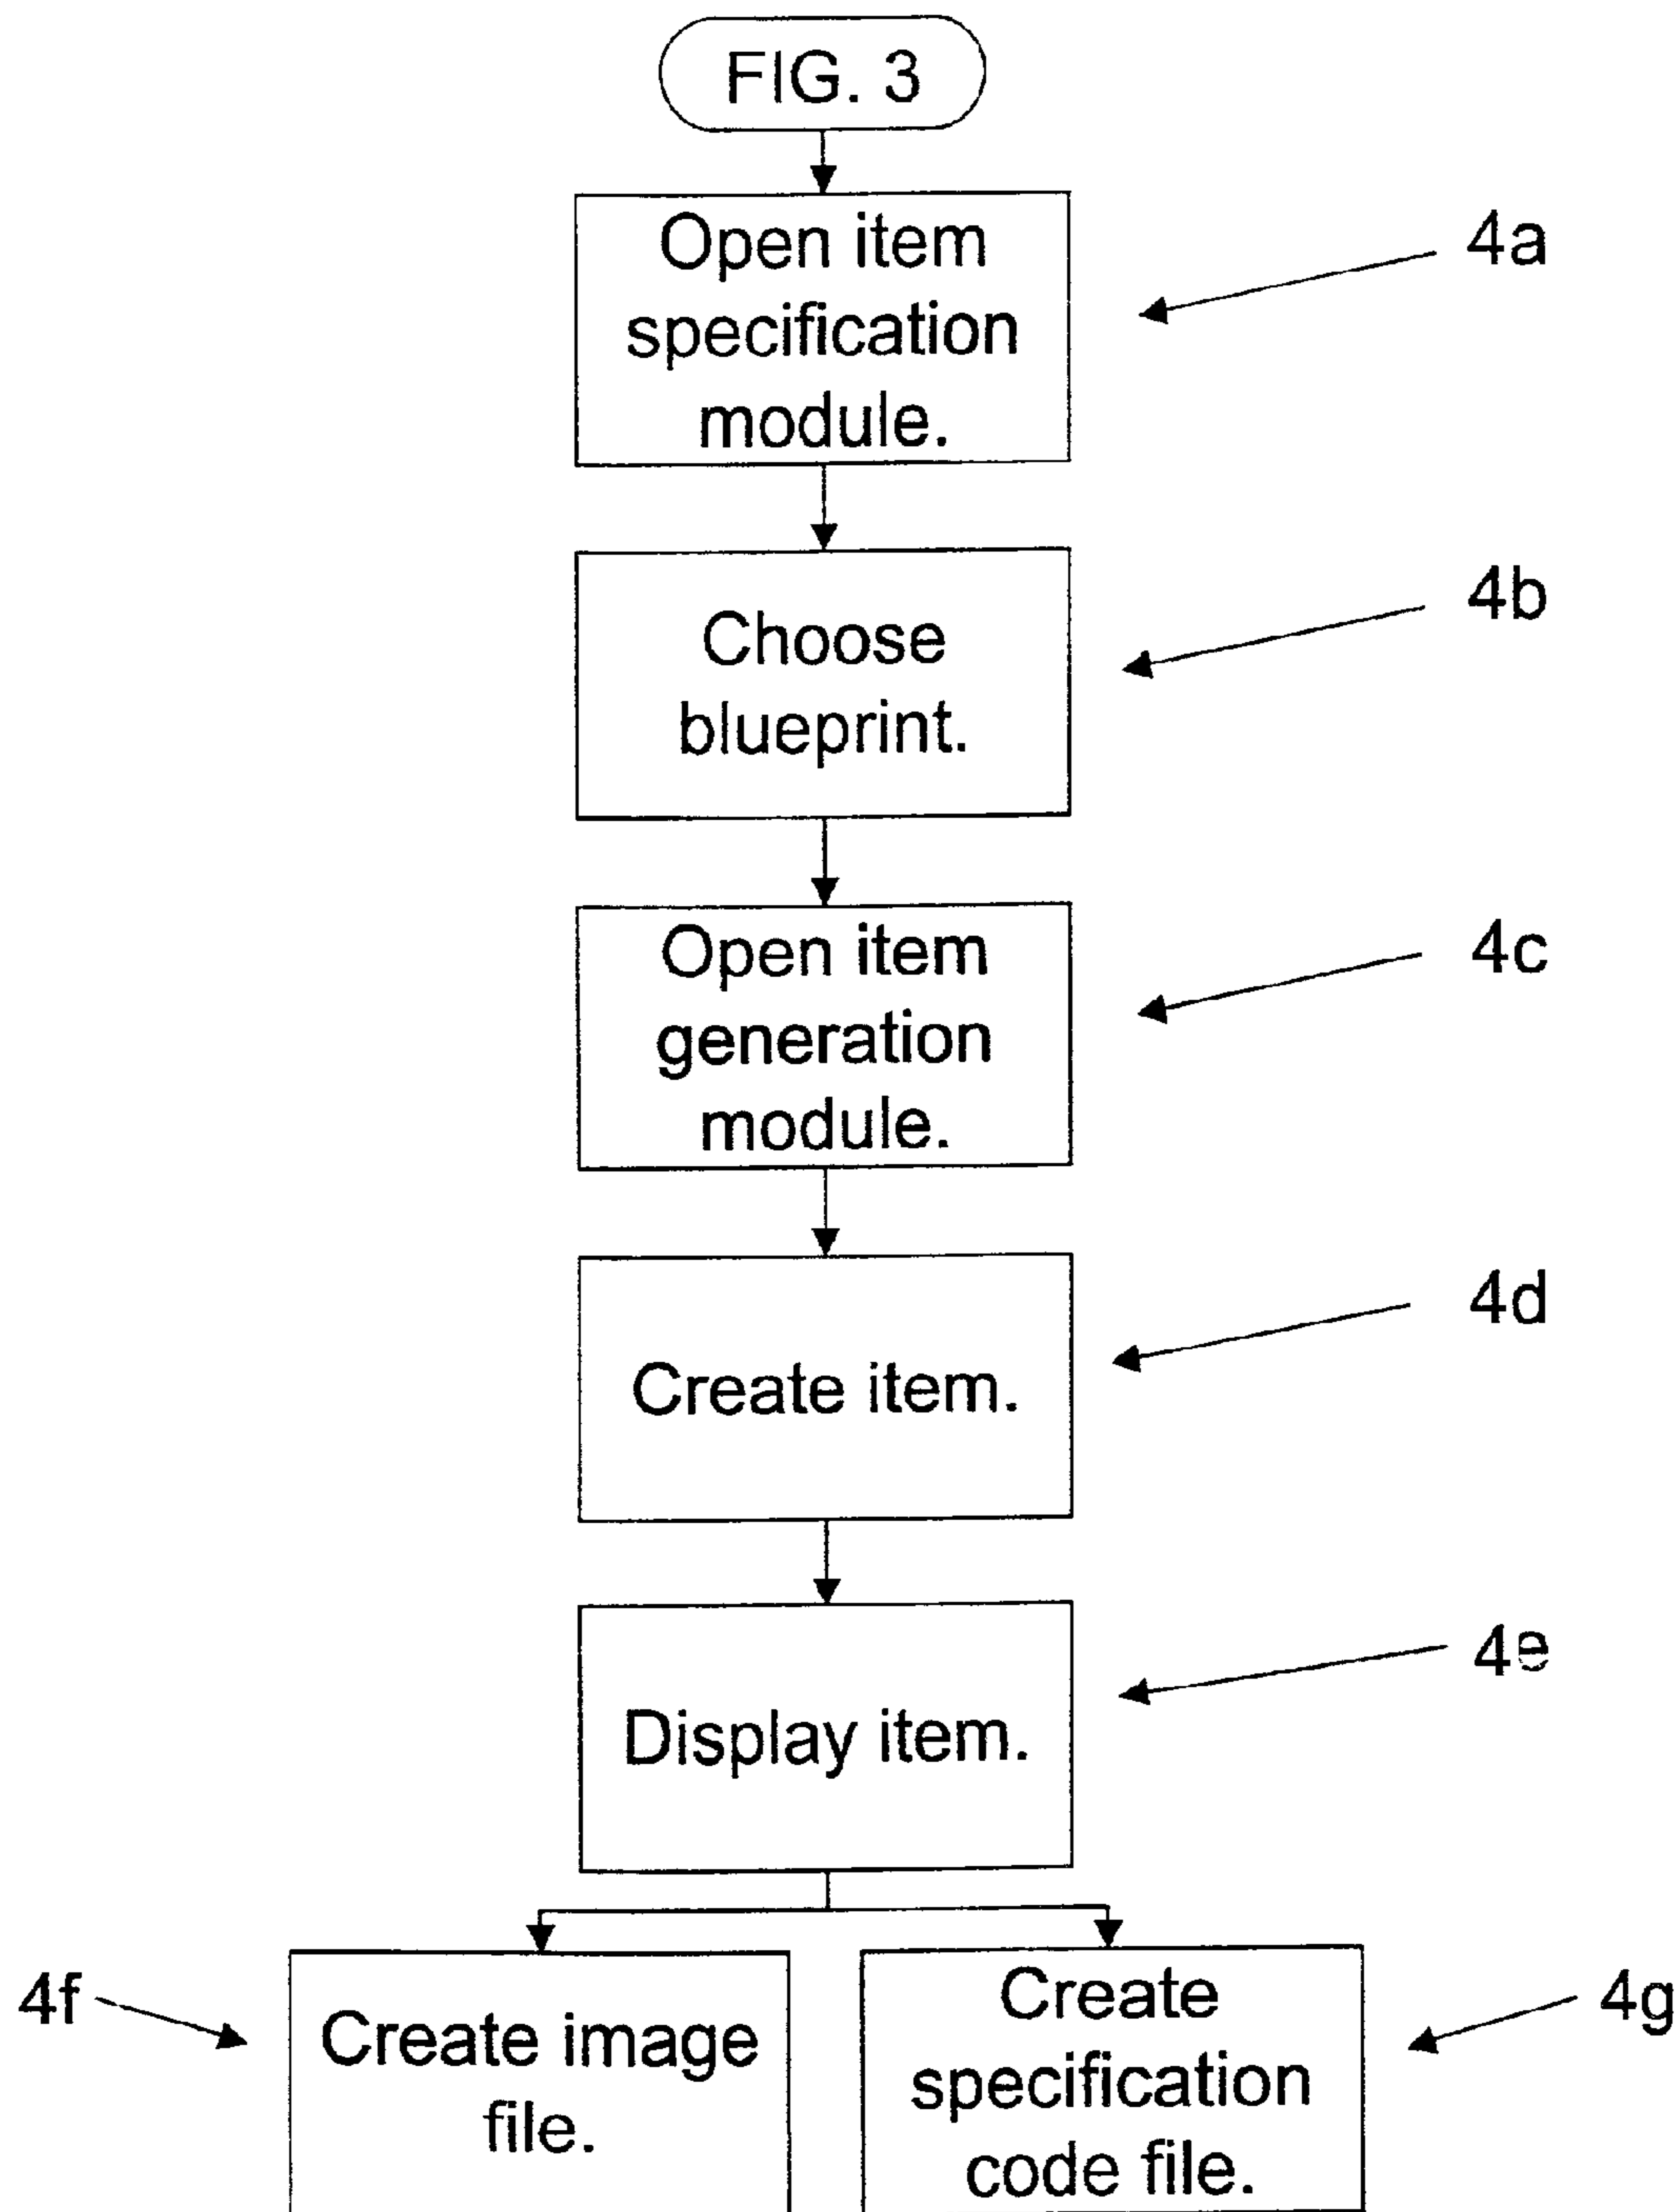 FIG. 3
Open item
specification
module.
4a
Choose
blueprint.
4b
Open item
generation
module.
4c
Create item.
4d
Display item.
4e
4f
Create image
file.
Create
specification
code file.
4g